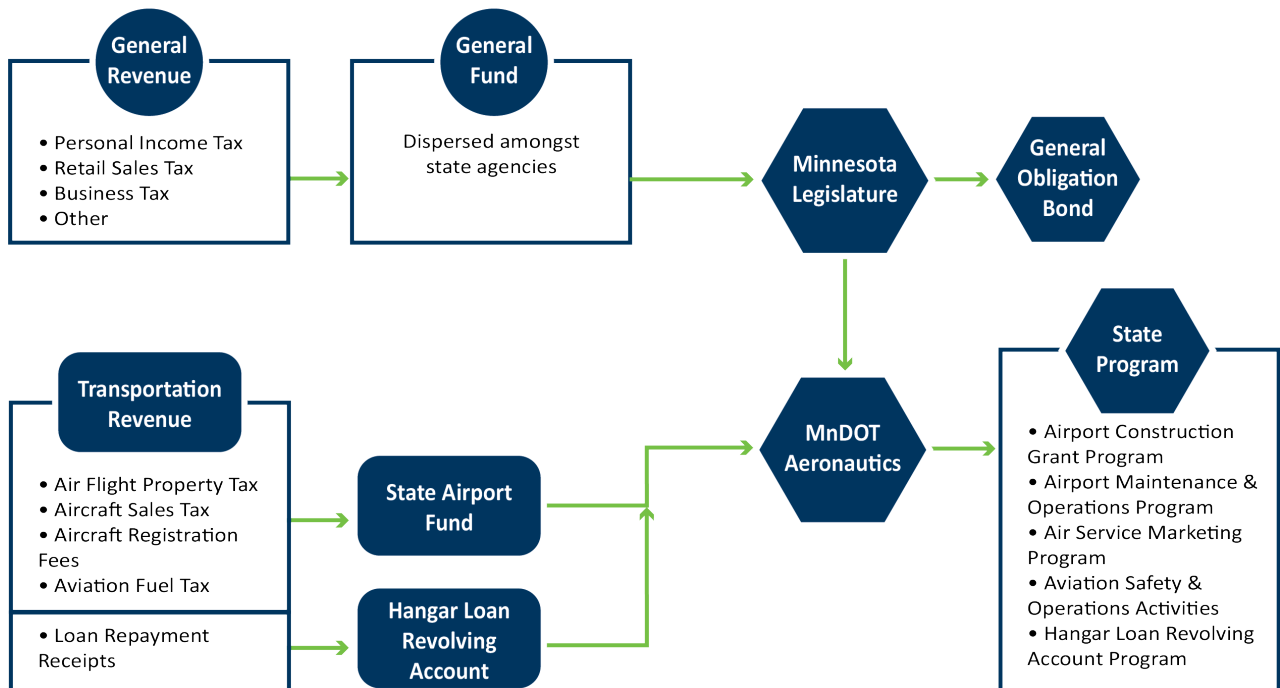 General
Revenue
• Personal Income Tax
• Retail Sales Tax
• Business Tax
• Other
General
Fund
Dispersed amongst
state agencies
Minnesota
Legislature
General
Obligation
Bond
Transportation
Revenue
• Air Flight Property Tax
• Aircraft Sales Tax
• Aircraft Registration
Fees
• Aviation Fuel Tax
• Loan Repayment
Receipts
State Airport
Fund
Hangar Loan
Revolving
Account
MnDOT
Aeronautics
State
Program
• Airport Construction
Grant Program
• Airport Maintenance &
Operations Program
• Air Service Marketing
Program
• Aviation Safety &
Operations Activities
• Hangar Loan Revolving
Account Program